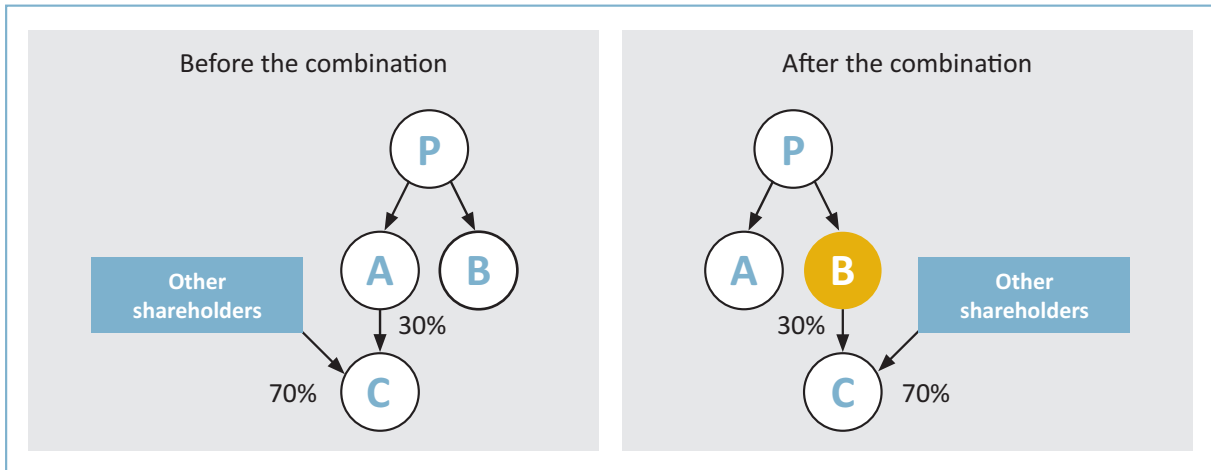 Before the combination
P
A
B
Other
shareholders
30%
70%
C
After the combination
P
A
B
Other
shareholders
30%
C
70%